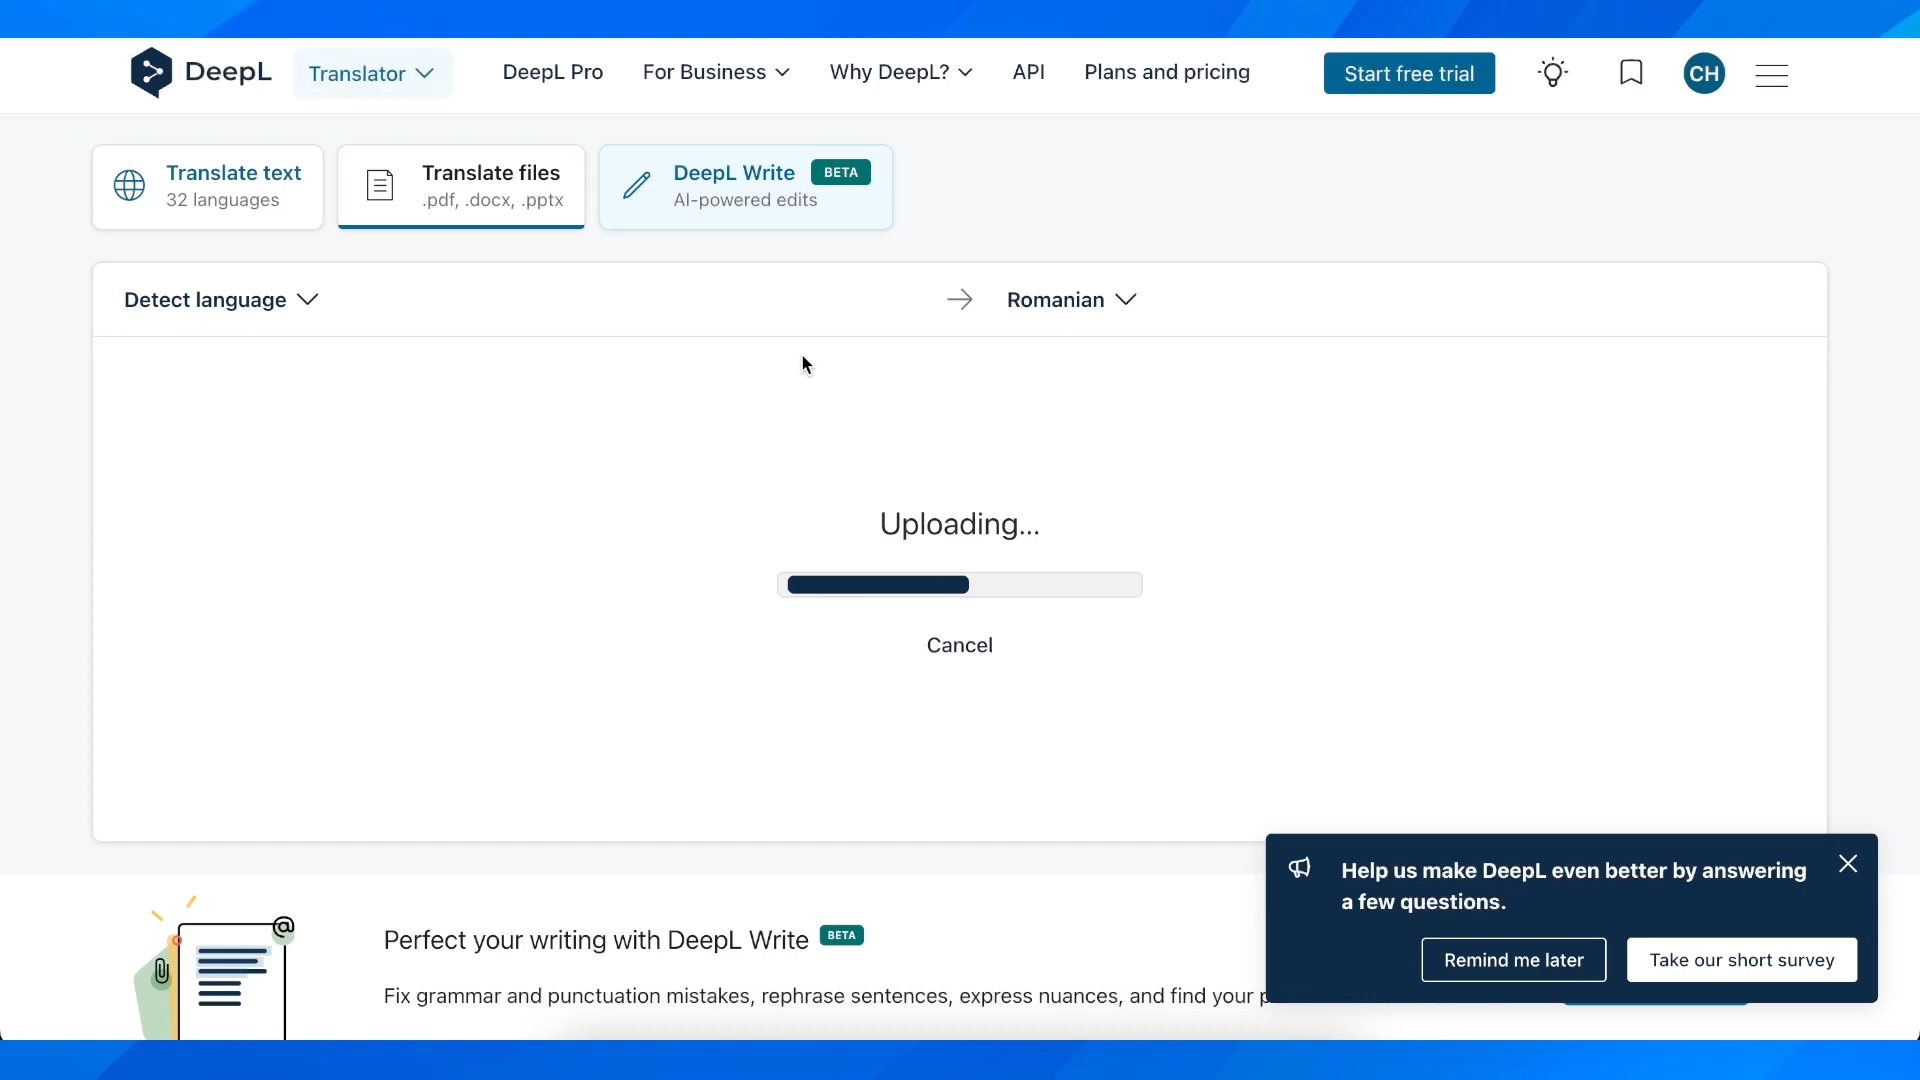 DeepL
Translator
DeepL Pro
For Business
Why DeepL?
API
Plans and pricing
Start free trial
CH
Translate text
32 languages
Translate files
.pdf, .docx, .pptx
DeepL Write BETA
AI-powered edits
Detect language
Romanian
Uploading...
Cancel
Perfect your writing with DeepL Write BETA
Fix grammar and punctuation mistakes, rephrase sentences, express nuances, and find your
Help us make DeepL even better by answering
a few questions.
Remind me later
Take our short survey